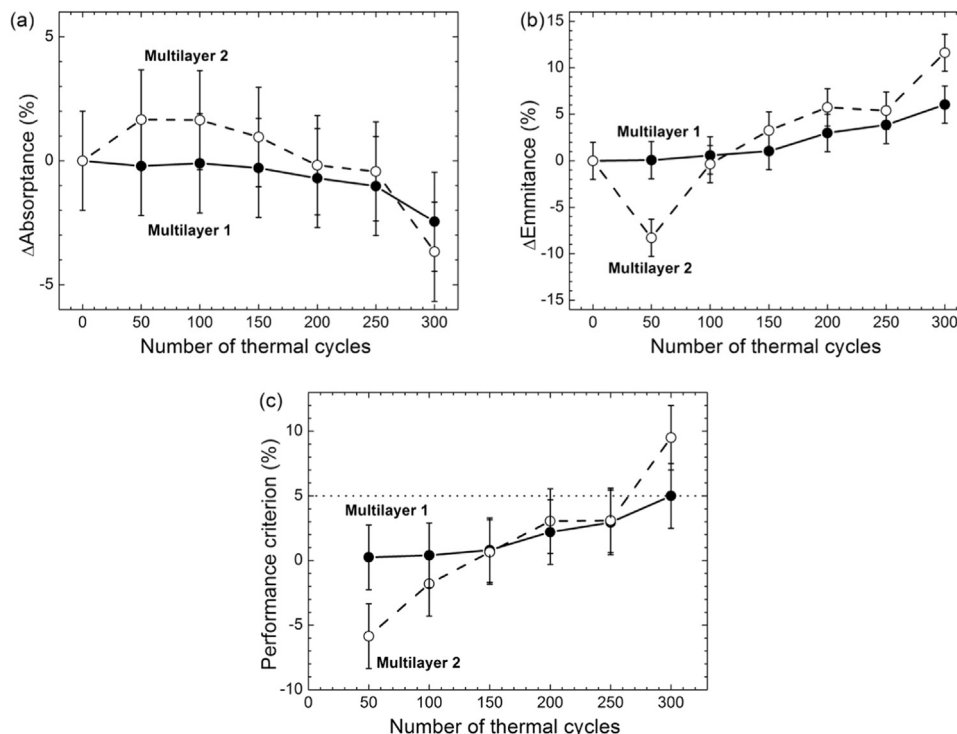 (a)
5
0
-5
ΔAbsorptance (%)
Multilayer 2
Multilayer 1
0 50 100 150 200 250 300
Number of thermal cycles
(b)
15
10
5
0
-5
-10
-15
ΔEmmitance (%)
Multilayer 1
Multilayer 2
0 50 100 150 200 250 300
Number of thermal cycles
(c)
10
5
0
-5
-10
Performance criterion (%)
Multilayer 1
Multilayer 2
50 100 150 200 250 300
Number of thermal cycles